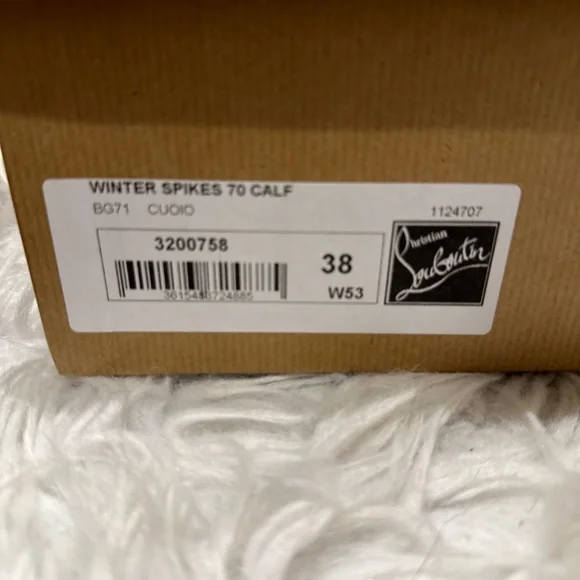 WINTER SPIKES 70 CALF
BG71 CUOIO
1124707
3200758
38
W53
Christian
Louboutin